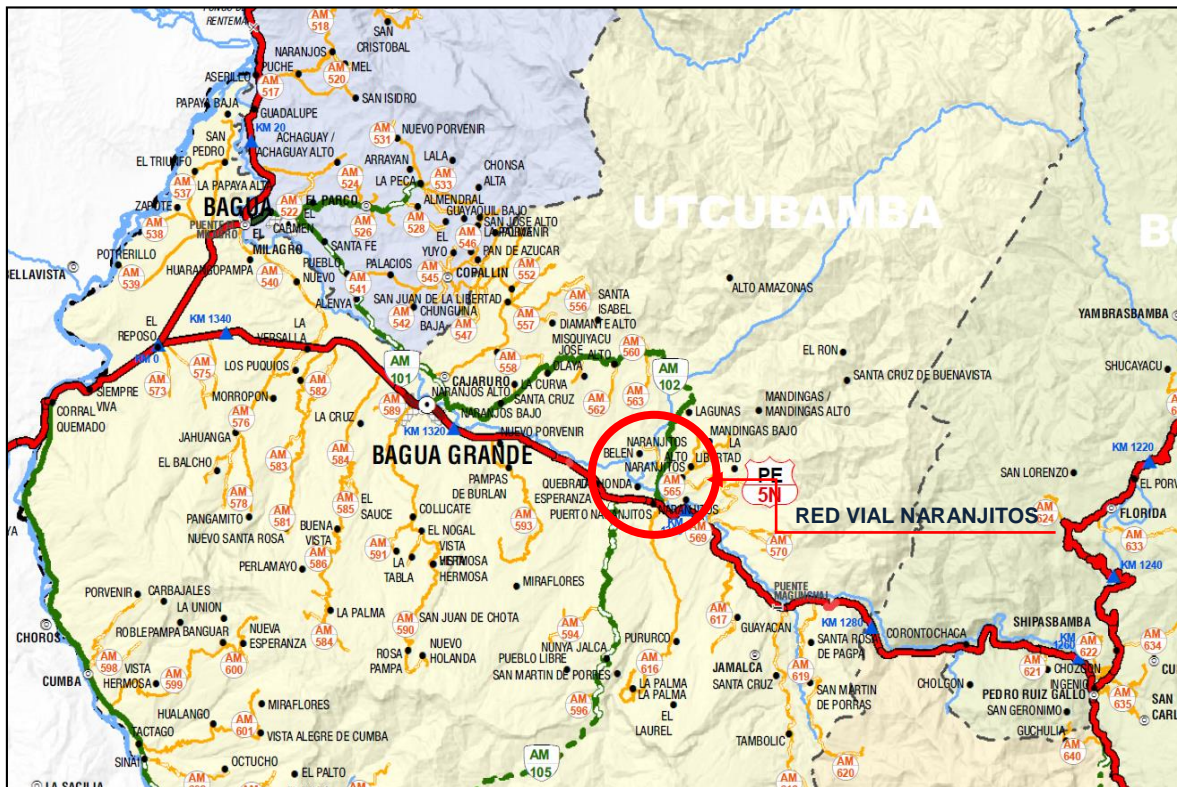 RENTEMA
AM
518
SAN
CRISTOBAL
NARANJOS
MEL
AM
520
ASERILLO
PUCHE
AM
517
SAN ISIDRO
PAPAYA BAJA
GUADALUPE
KM 20
ACHAGUAY /
ACHAGUAY ALTO
AM
531
NUEVO PORVENIR
SAN
PEDRO
EL TRIUNFO
ARRAYAN
LALA
CHONSA
ALTA
AM
537
LA PAPAYA ALTA
AM
524
LA PECA
AM
533
ZAPOTE
BAGUA
AM
522
EL PARCO
ALMENDRAL
AM
538
PUENTE
EL
CARMEN
AM
526
AM
528
GUAYAQUIL BAJO
SAN JOSE ALTO
EL
MILAGRO
SANTA FE
EL
YUYO
AM
546
PAN DE AZUCAR
POTRERILLO
BELLAVISTA
AM
539
HUARANGOPAMPA
AM
540
PUEBLO
NUEVO
AM
541
PALACIOS
AM
545
COPALLIN
AM
552
ALENYA
SAN JUAN DE LA LIBERTAD
AM
542
CHUNGUINA
BAJA
AM
547
AM
557
AM
556
SANTA
ISABEL
DIAMANTE ALTO
UTCUBAMBA
ALTO AMAZONAS
YAMBRASBAMBA
EL
REPOSO
KM 1340
KM 0
LA
VERSALLA
AM
573
AM
575
LOS PUQUIOS
AM
582
AM
101
AM
558
MISQUIYACU
ALTO
JOSE
OLAYA
AM
560
AM
102
EL RON
SHUCAYACU
SIEMPRE
VIVA
CORRAL
QUEMADO
MORROPON
AM
576
LA CRUZ
AM
589
CAJARURO
NARANJOS ALTO
NARANJOS BAJO
LA CURVA
SANTA CRUZ
AM
562
AM
563
LAGUNAS
SANTA CRUZ DE BUENAVISTA
MANDINGAS /
MANDINGAS ALTO
MANDINGAS BAJO
JAHUANGA
EL BALCHO
AM
583
AM
584
KM 1320
BAGUA GRANDE
NUEVO PORVENIR
BELEN
NARANJITOS
ALTO
LA
LIBERTAD
NARANJITOS
AM
565
PE
5N
KM 1220
SAN LORENZO
AM
578
PANGAMITO
NUEVO SANTA ROSA
AM
581
EL
SAUCE
AM
585
PAMPAS
DE BURLAN
AM
593
QUEBRADA HONDA
ESPERANZA
PUERTO NARANJITOS
NARANJITOS
AM
569
AM
570
RED VIAL NARANJITOS
624
FLORIDA
AM
633
BUENA
VISTA
AM
586
COLLICATE
EL NOGAL
AM
591
VISTA
HERMOSA
LA
TABLA
HERMOSA
PERLAMAYO
MIRAFLORES
KM 1240
PORVENIR
CARBAJALES
LA UNION
ROBLEPAMPA
BANGUAR
NUEVA
ESPERANZA
LA PALMA
AM
584
AM
590
SAN JUAN DE CHOTA
AM
594
NUNYA JALCA
PURURCO
AM
617
GUAYACAN
PUENTE
KM 1280
SANTA ROSA
DE PAGPA
CORONTOCHACA
SHIPASBAMBA
KM
1260
AM
622
AM
634
CHOROS
AM
598
AM
600
ROSA
PAMPA
NUEVO
HOLANDA
PUEBLO LIBRE
SAN MARTIN DE PORRES
AM
616
JAMALCA
SANTA CRUZ
AM
619
SAN MARTIN
DE PORRAS
CHOLGON
AM
621
CHOZGON
INGENIO
PEDRO RUIZ GALLO
AM
635
SAN
CARL
CUMBA
VISTA
HERMOSA
AM
599
HUALANGO
MIRAFLORES
AM
596
LA PALMA
LA PALMA
EL
LAUREL
SAN GERONIMO
GUCHULIA
AM
640
TACTAGO
AM
601
VISTA ALEGRE DE CUMBA
TAMBOLIC
SINAI
OCTUCHO
EL PALTO
AM
105
AM
620